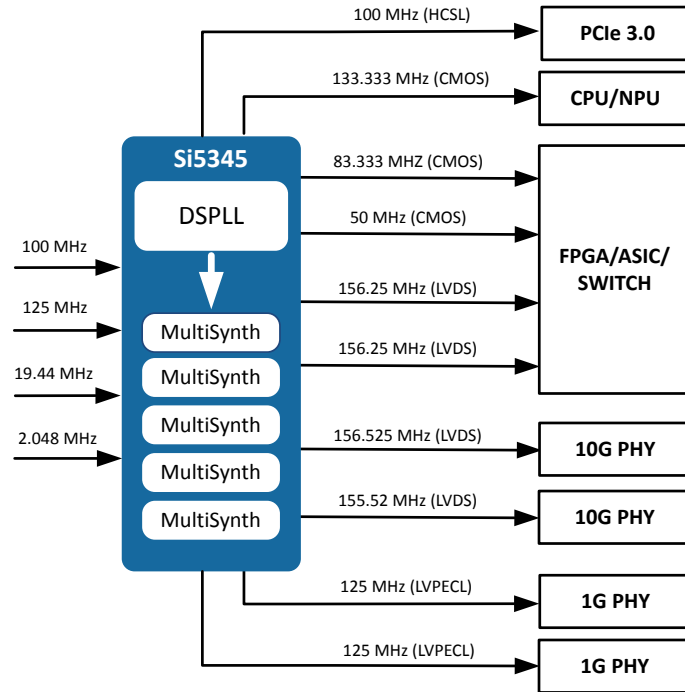 100 MHz (HCSL)
PCIe 3.0
133.333 MHz (CMOS)
CPU/NPU
Si5345
DSPLL
83.333 MHZ (CMOS)
50 MHz (CMOS)
FPGA/ASIC/
SWITCH
100 MHz
125 MHz
19.44 MHz
2.048 MHz
156.25 MHz (LVDS)
156.25 MHz (LVDS)
MultiSynth
MultiSynth
MultiSynth
MultiSynth
MultiSynth
156.525 MHz (LVDS)
10G PHY
155.52 MHz (LVDS)
10G PHY
125 MHz (LVPECL)
1G PHY
125 MHz (LVPECL)
1G PHY